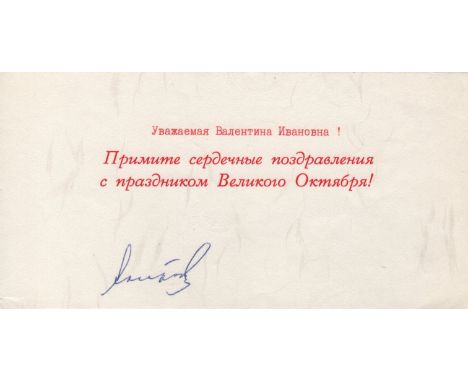 Уважаемая Валентина Ивановна !
Примите сердечные поздравления
с праздником Великого Октября!